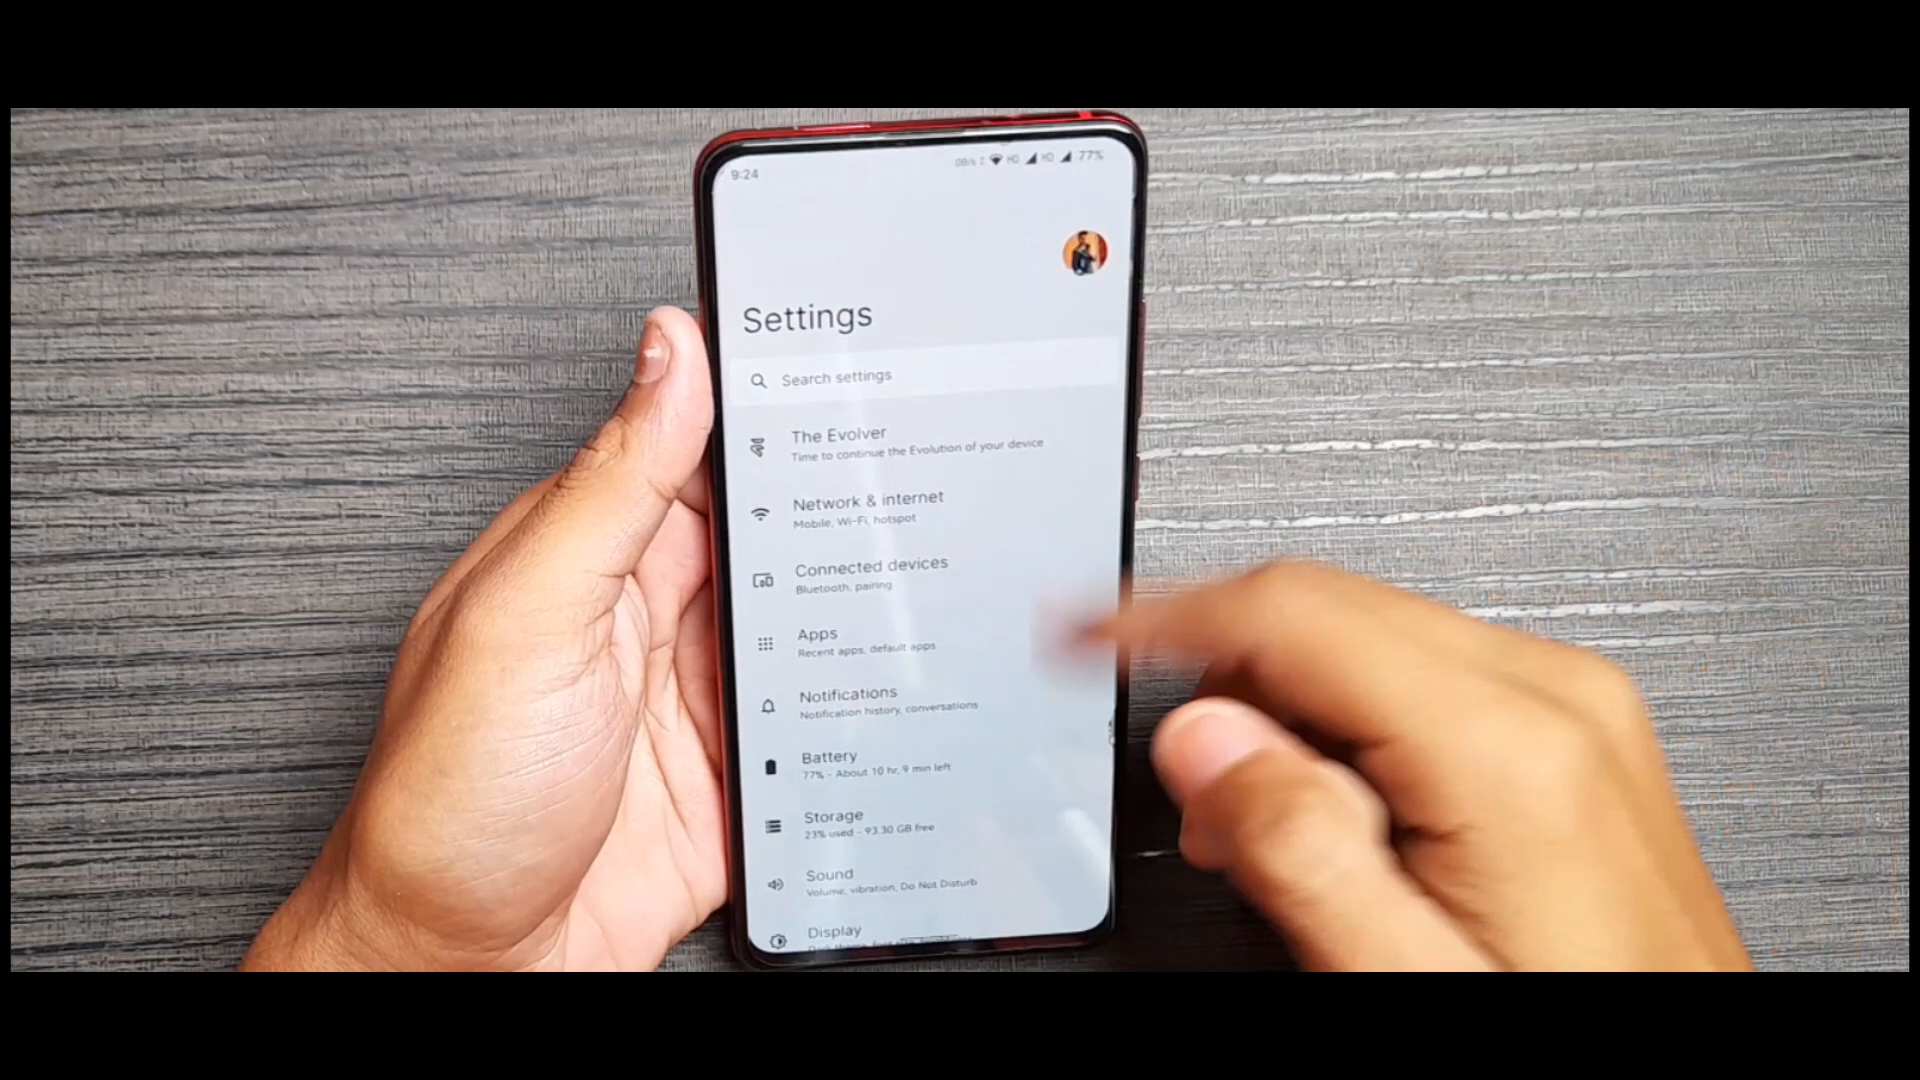 9:24
0B/s HD HD 77%
Settings
Search settings
The Evolver
Time to continue the Evolution of your device
Network & internet
Mobile, Wi-Fi, hotspot
Connected devices
Bluetooth, pairing
Apps
Recent apps, default apps
Notifications
Notification history, conversations
Battery
77% - About 10 hr, 9 min left
Storage
23% used - 93.30 GB free
Sound
Volume, vibration, Do Not Disturb
Display